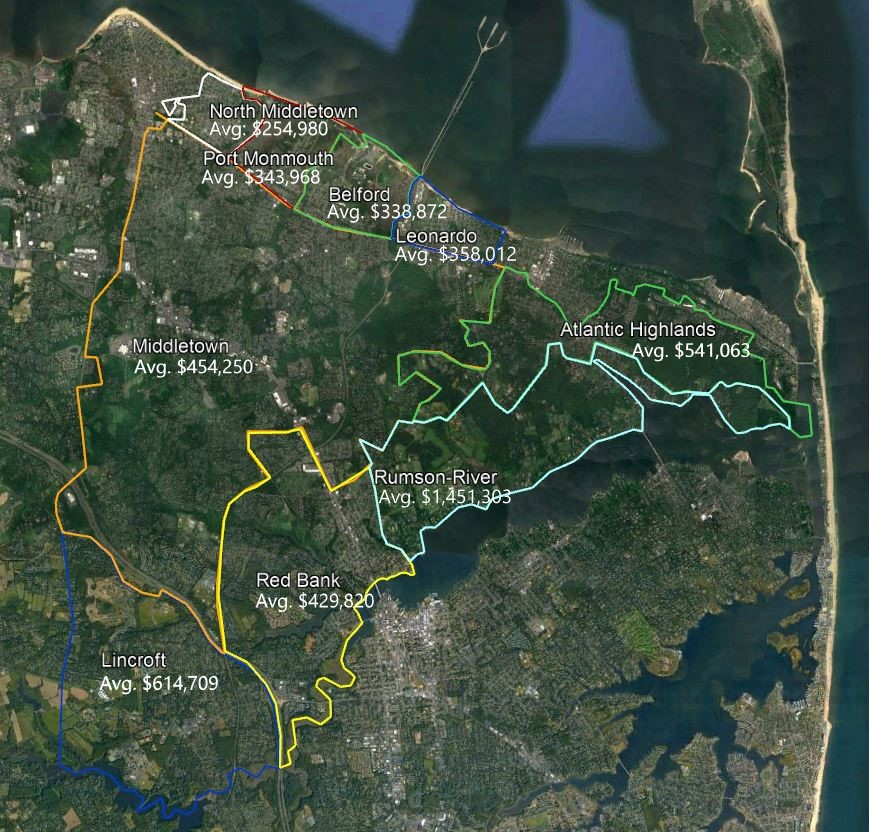 North Middletown
Avg: $254,980
Port Monmouth
Avg. $343,968
Belford
Avg. $338,872
Leonardo
Avg. $358,012
Atlantic Highlands
Avg. $541,063
Middletown
Avg. $454,250
Rumson-River
Avg. $1,451,303
Red Bank
Avg. $429,820
Lincroft
Avg. $614,709